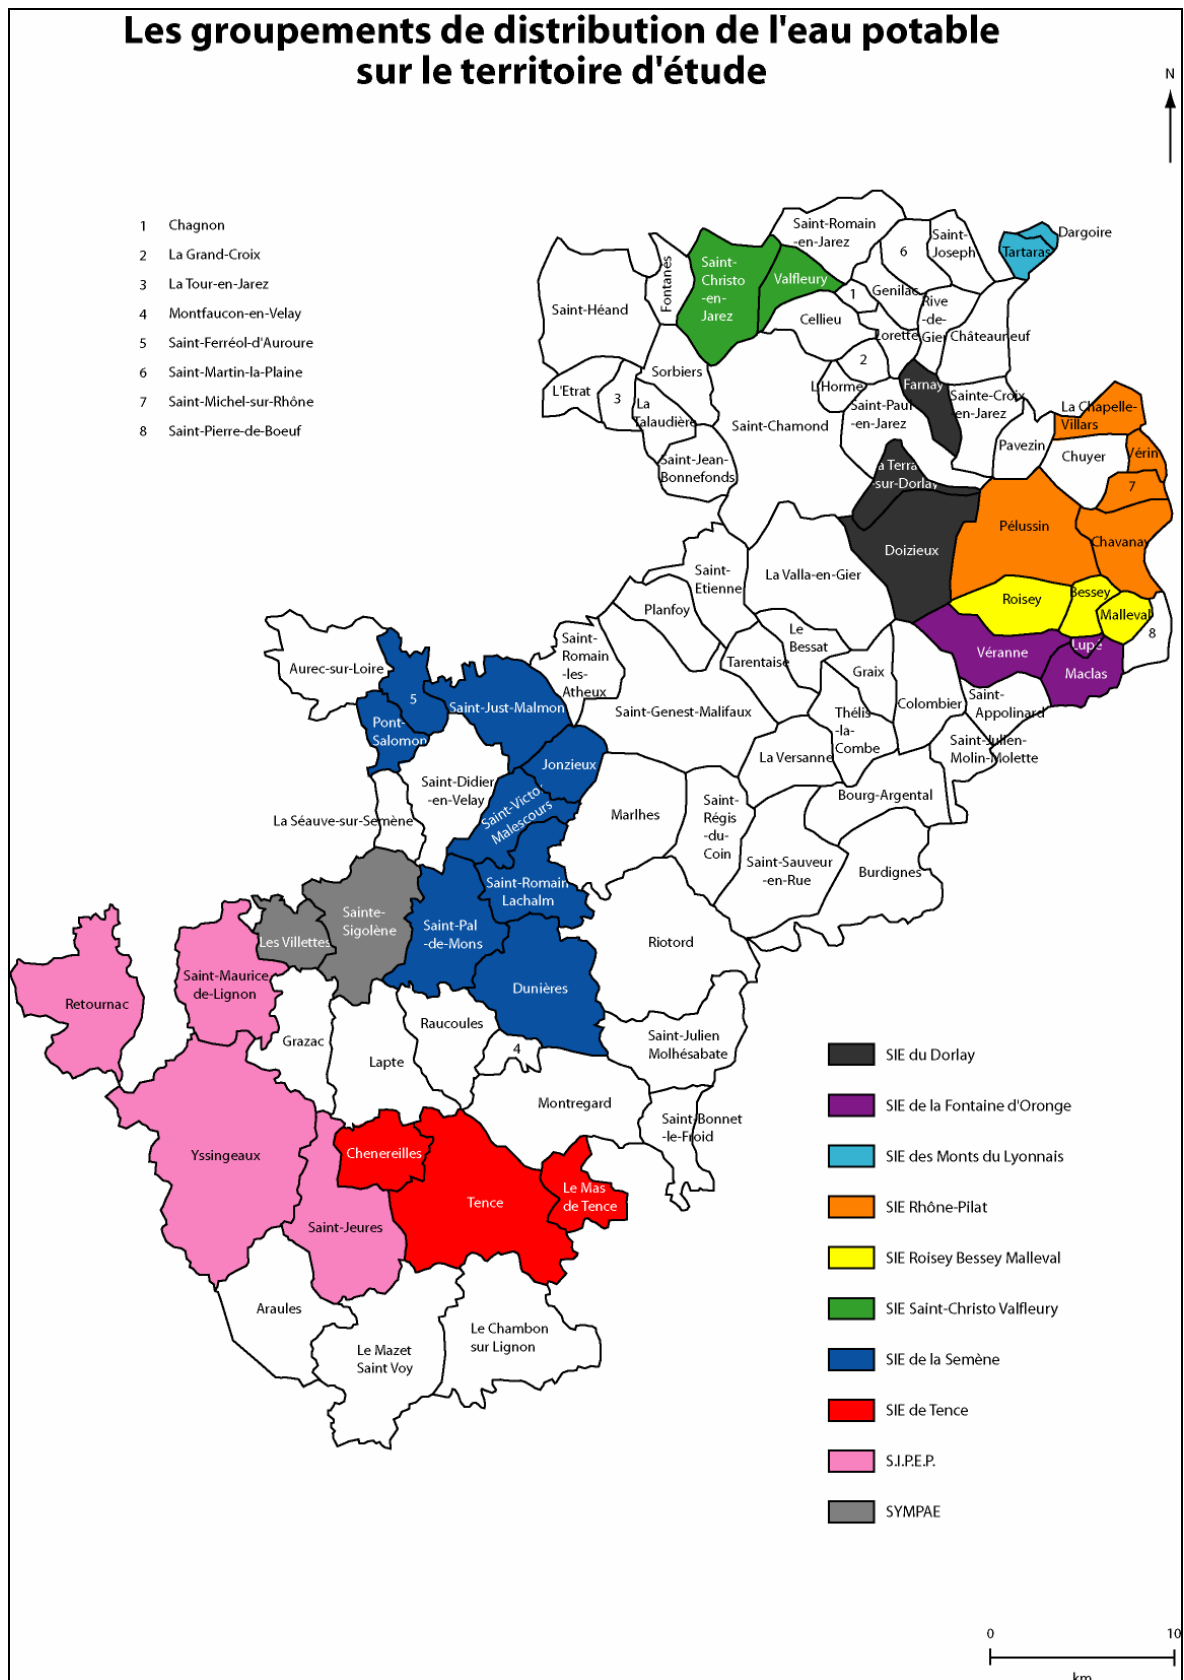 Les groupements de distribution de l'eau potable
sur le territoire d'étude
N
1 Chagnon
2 La Grand-Croix
3 La Tour-en-Jarez
4 Montfaucon-en-Velay
5 Saint-Ferréol-d'Auroure
6 Saint-Martin-la-Plaine
7 Saint-Michel-sur-Rhône
8 Saint-Pierre-de-Boeuf
Saint-Romain
-en-Jarez
6
Saint-
Joseph
Dargoire
Tartaras
Fontanès
Saint-
Christo
-en-
Jarez
Valfleury
Saint-Héand
1
Genilac
Rive
-de-
Gier
Cellieu
Lorette
Châteauneuf
2
Sorbiers
L'Etrat
3
La
Talaudière
L'Horme
Farnay
Saint-Paul
-en-Jarez
Sainte-Croix
-en-Jarez
La Chapelle-
Villars
Saint-Chamond
Pavezin
Chuyer
Vérin
7
Saint-Jean-
Bonnefonds
La Terra
-sur-Dorlay
Pélussin
Chavanay
Doizieux
Saint-
Etienne
La Valla-en-Gier
Planfoy
Roisey
Bessey
Malleval
8
Le
Bessat
Lupé
Véranne
Maclas
Saint-
Romain
-les-
Atheux
Tarentaise
Graix
Aurec-sur-Loire
5
Saint-Just-Malmon
Saint-Genest-Malifaux
Colombier
Saint-
Appolinard
Thélis
-la-
Combe
Pont-
Salomon
Saint-Julien-
Molin-Molette
La Versanne
Jonzieux
Saint-Didier
-en-Velay
Bourg-Argental
Saint-Victor
Malescours
Marlhes
Saint-
Régis
-du-
Coin
La Séauve-sur-Semène
Saint-Sauveur
-en-Rue
Burdignes
Saint-Romain
Lachalm
Sainte-
Sigolène
Saint-Pal
-de-Mons
Les Villettes
Riotord
Saint-Maurice
de-Lignon
Dunières
Retournac
Raucoules
Grazac
Saint-Julien
Molhésabate
4
Lapte
Montregard
Saint-Bonnet
-le-Froid
Chenereilles
Yssingeaux
Le Mas
de Tence
Tence
Saint-Jeures
Araules
Le Mazet
Saint Voy
Le Chambon
sur Lignon
SIE du Dorlay
SIE de la Fontaine d'Oronge
SIE des Monts du Lyonnais
SIE Rhône-Pilat
SIE Roisey Bessey Malleval
SIE Saint-Christo Valfleury
SIE de la Semène
SIE de Tence
S.I.P.E.P.
SYMPAE
0 10
km